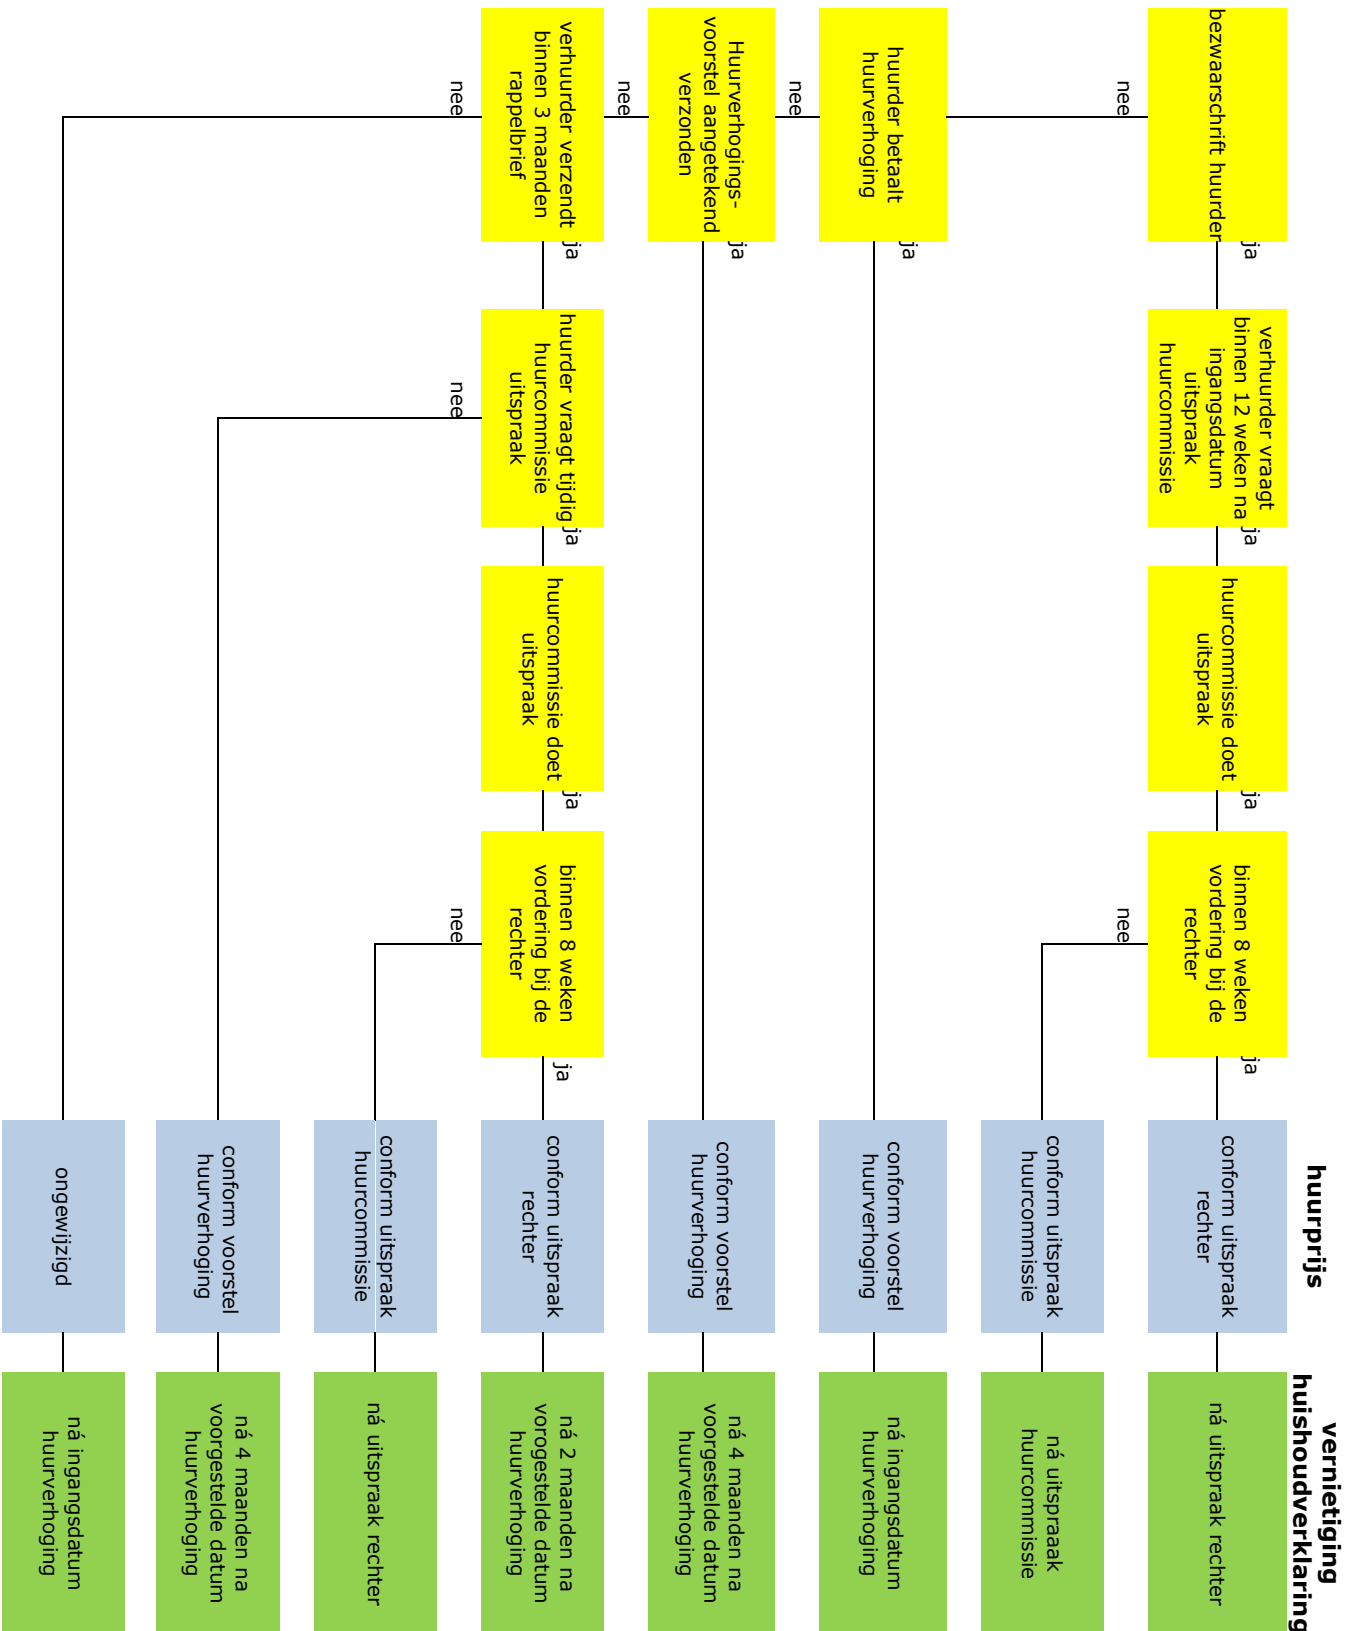 huurprijs
vernietiging
huishoudverklaring
bezwaarschrift huurder
ja
verhuurder vraagt
binnen 12 weken na
ingangsdatum
uitspraak
huurcommissie
ja
huurcommissie doet
uitspraak
ja
binnen 8 weken
vordering bij de
rechter
ja
conform uitspraak
rechter
ná uitspraak rechter
nee
nee
conform uitspraak
huurcommissie
ná uitspraaak
huurcommissie
huurder betaalt
huurverhoging
ja
conform voorstel
huurverhoging
ná ingangsdatum
huurverhoging
nee
Huurverhogings-
voorstel aangetekend
verzonden
ja
conform voorstel
huurverhoging
ná 4 maanden na
voorgestelde datum
huurverhoging
nee
verhuurder verzendt
binnen 3 maanden
rappelbrief
ja
huurder vraagt tijdig
huurcommissie
uitspraak
ja
huurcommissie doet
uitspraak
ja
binnen 8 weken
vordering bij de
rechter
ja
conform uitspraak
rechter
ná 2 maanden na
vorogestelde datum
huurverhoging
nee
nee
nee
conform uitspraak
huurcommissie
ná uitspraak rechter
conform voorstel
huurverhoging
ná 4 maanden na
voorgestelde datum
huurverhoging
ongewijzigd
ná ingangsdatum
huurverhoging